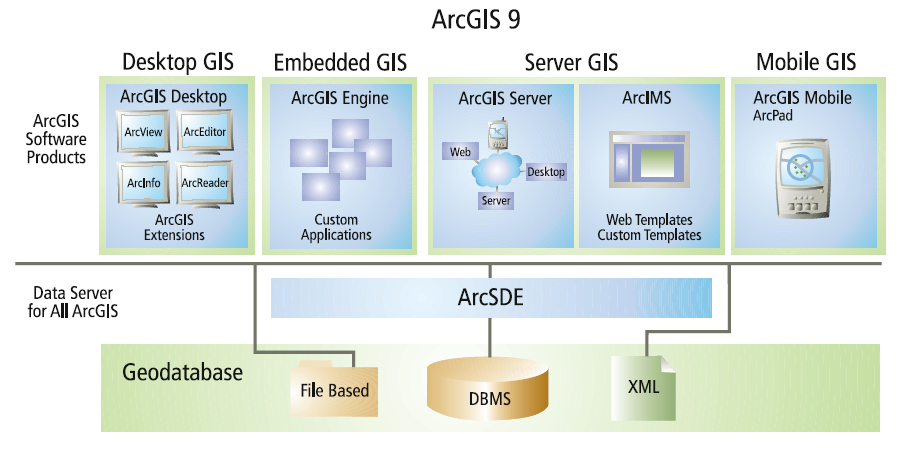 ArcGIS 9
Desktop GIS
Embedded GIS
Server GIS
Mobile GIS
ArcGIS
Software
Products
ArcGIS Desktop
ArcView
ArcEditor
ArcInfo
ArcReader
ArcGIS
Extensions
ArcGIS Engine
Custom
Applications
ArcGIS Server
Web
Desktop
Server
ArcIMS
Web Templates
Custom Templates
ArcGIS Mobile
ArcPad
Data Server
for All ArcGIS
ArcSDE
Geodatabase
File Based
DBMS
XML